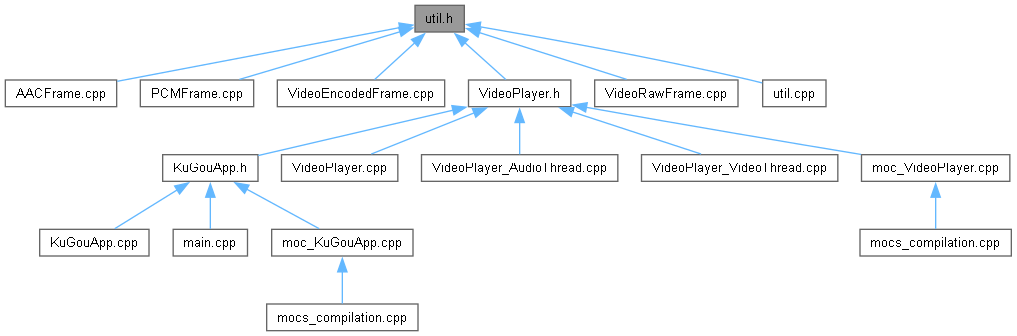 util.h
AACFrame.cpp
PCMFrame.cpp
VideoEncodedFrame.cpp
VideoPlayer.h
VideoRawFrame.cpp
util.cpp
KuGouApp.h
VideoPlayer.cpp
VideoPlayer_AudioThread.cpp
VideoPlayer_VideoThread.cpp
moc_VideoPlayer.cpp
KuGouApp.cpp
main.cpp
moc_KuGouApp.cpp
mocs_compilation.cpp
mocs_compilation.cpp